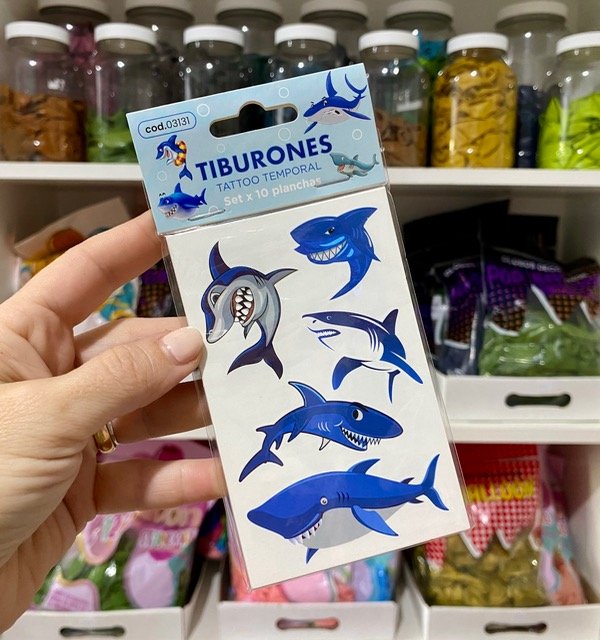 cod.03131
TIBURONES
TATTOO TEMPORAL
Set x 10 planchas